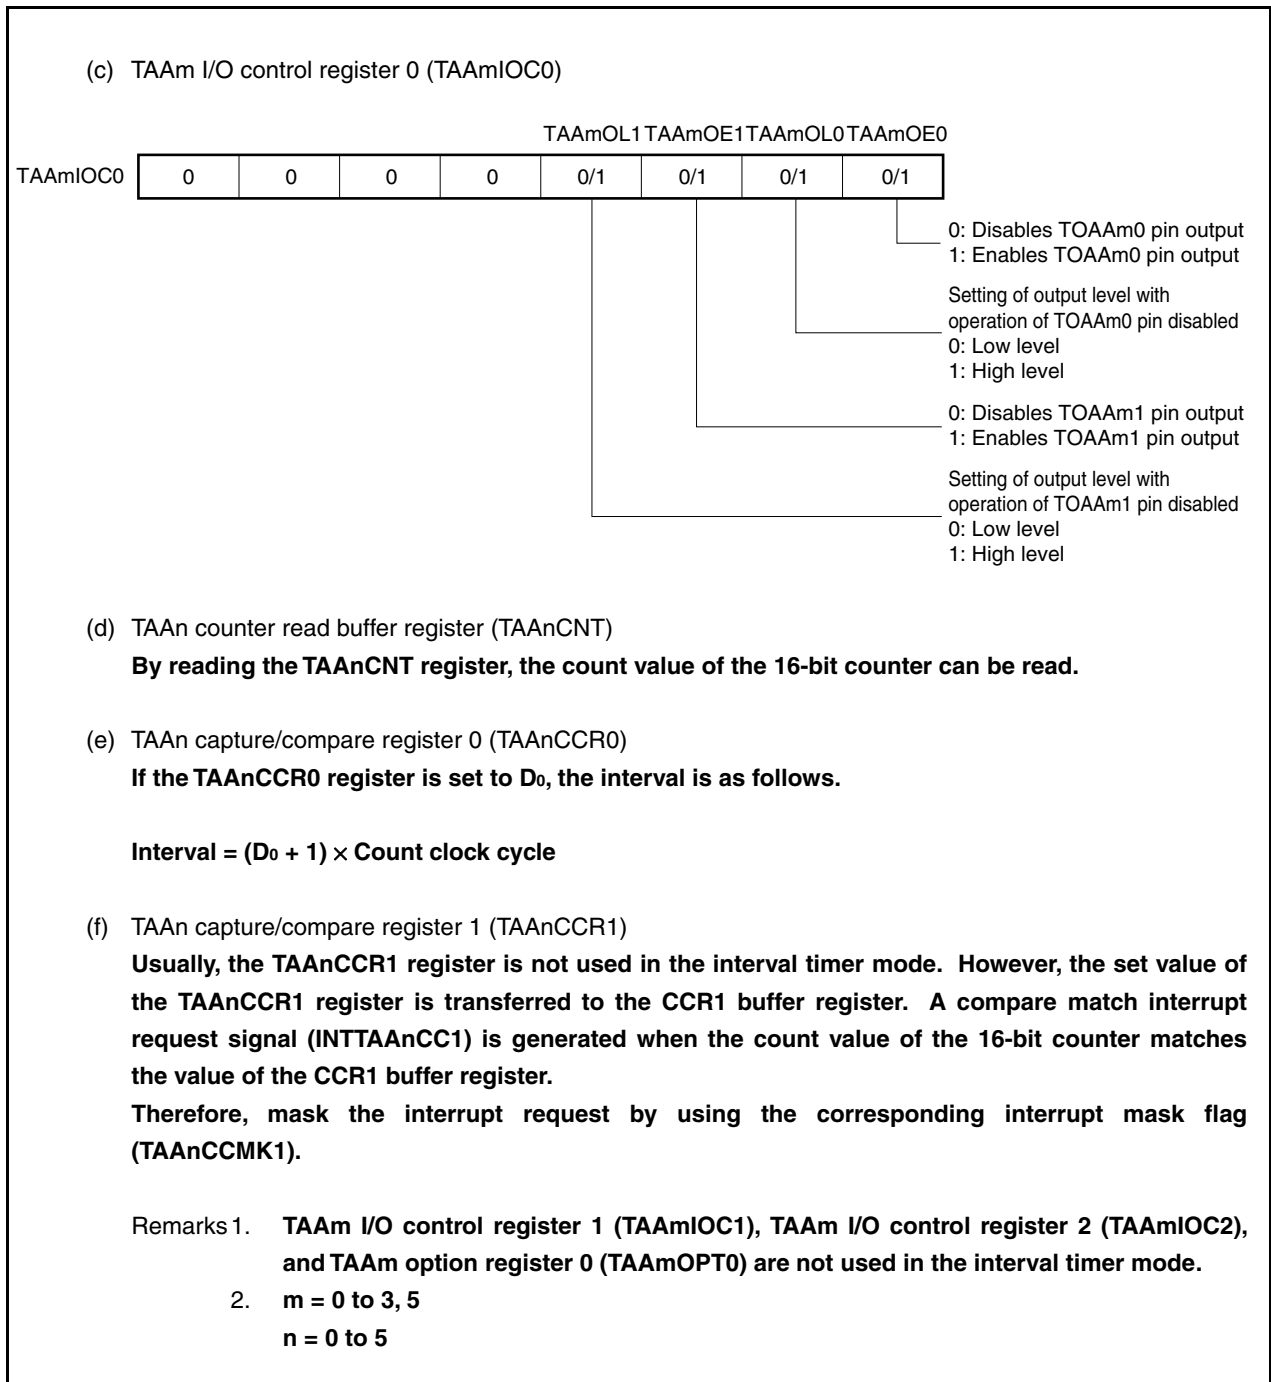 (c) TAAm I/O control register 0 (TAAmIOC0)
TAAmOL1 TAAmOE1 TAAmOL0 TAAmOE0
TAAmIOC0 0 0 0 0 0/1 0/1 0/1 0/1
0: Disables TOAAm0 pin output
1: Enables TOAAm0 pin output
Setting of output level with
operation of TOAAm0 pin disabled
0: Low level
1: High level
0: Disables TOAAm1 pin output
1: Enables TOAAm1 pin output
Setting of output level with
operation of TOAAm1 pin disabled
0: Low level
1: High level
(d) TAAn counter read buffer register (TAAnCNT)
By reading the TAAnCNT register, the count value of the 16-bit counter can be read.
(e) TAAn capture/compare register 0 (TAAnCCR0)
If the TAAnCCR0 register is set to D0, the interval is as follows.
Interval = (D0 + 1) × Count clock cycle
(f) TAAn capture/compare register 1 (TAAnCCR1)
Usually, the TAAnCCR1 register is not used in the interval timer mode. However, the set value of
the TAAnCCR1 register is transferred to the CCR1 buffer register. A compare match interrupt
request signal (INTTAAnCC1) is generated when the count value of the 16-bit counter matches
the value of the CCR1 buffer register.
Therefore, mask the interrupt request by using the corresponding interrupt mask flag
(TAAnCCMK1).
Remarks 1. TAAm I/O control register 1 (TAAmIOC1), TAAm I/O control register 2 (TAAmIOC2),
and TAAm option register 0 (TAAmOPT0) are not used in the interval timer mode.
2. m = 0 to 3, 5
n = 0 to 5